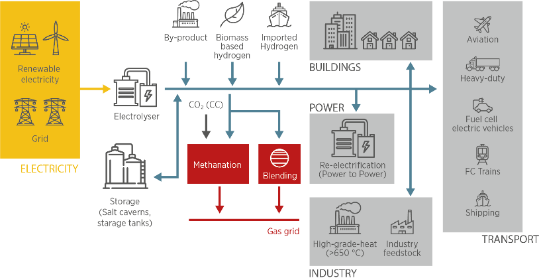 Renewable
electricity
Grid
ELECTRICITY
By-product
Biomass
based
hydrogen
Imported
Hydrogen
Electrolyser
CO₂ (CC)
Methanation
Blending
Gas grid
Storage
(Salt caverns,
starage tanks)
BUILDINGS
POWER
Re-electrification
(Power to Power)
High-grade-heat
(>650 °C)
Industry
feedstock
INDUSTRY
Aviation
Heavy-duty
Fuel cell
electric vehicles
FC Trains
Shipping
TRANSPORT